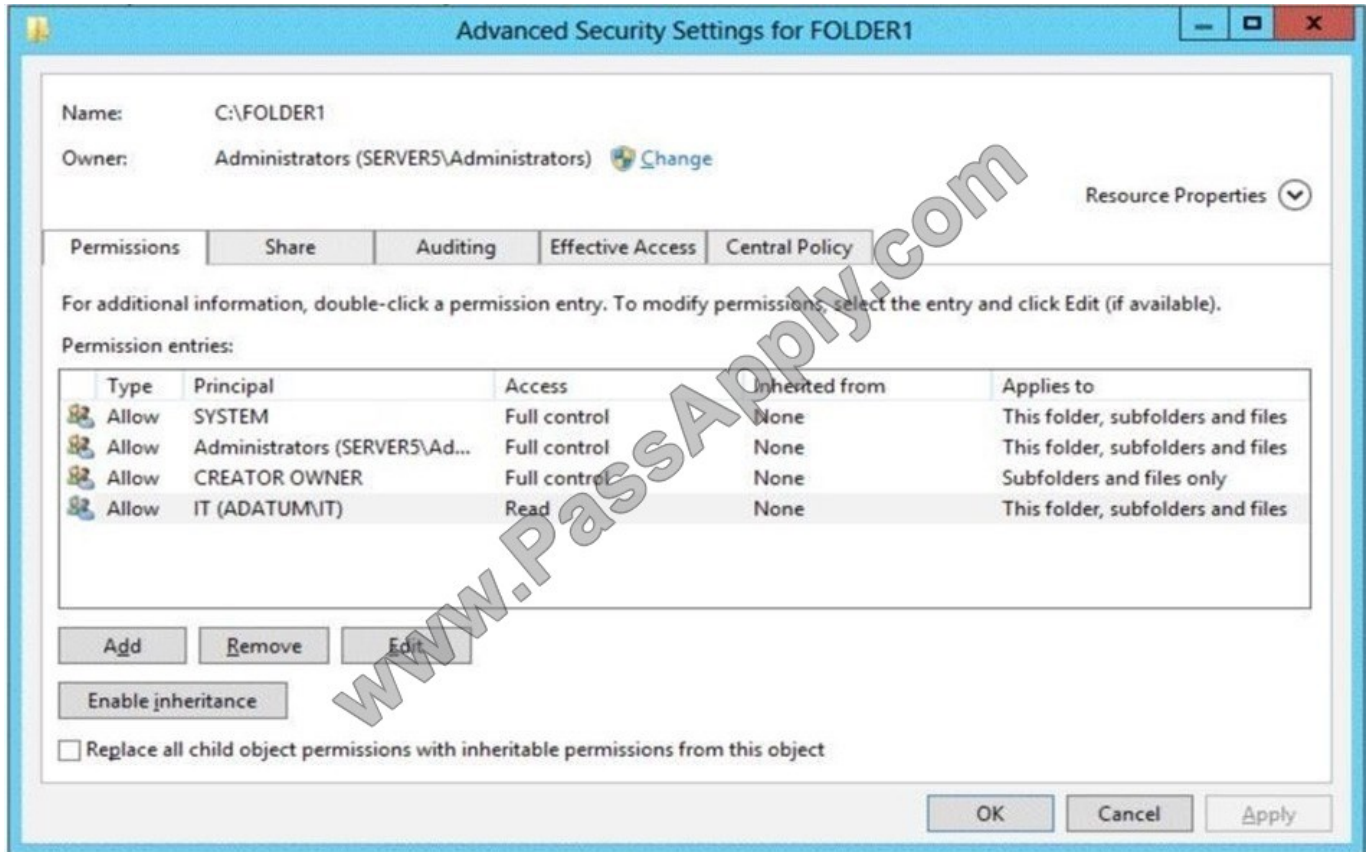 Advanced Security Settings for FOLDER1
Name: C:\FOLDER1
Owner: Administrators (SERVER5\Administrators) Change
Resource Properties
Permissions Share Auditing Effective Access Central Policy
For additional information, double-click a permission entry. To modify permissions, select the entry and click Edit (if available).
Permission entries:
Type Principal Access Inherited from Applies to
Allow SYSTEM Full control None This folder, subfolders and files
Allow Administrators (SERVER5\Ad... Full control None This folder, subfolders and files
Allow CREATOR OWNER Full control None Subfolders and files only
Allow IT (ADATUM\IT) Read None This folder, subfolders and files
Add Remove Edit
Enable inheritance
Replace all child object permissions with inheritable permissions from this object
OK Cancel Apply
www.PassApply.com